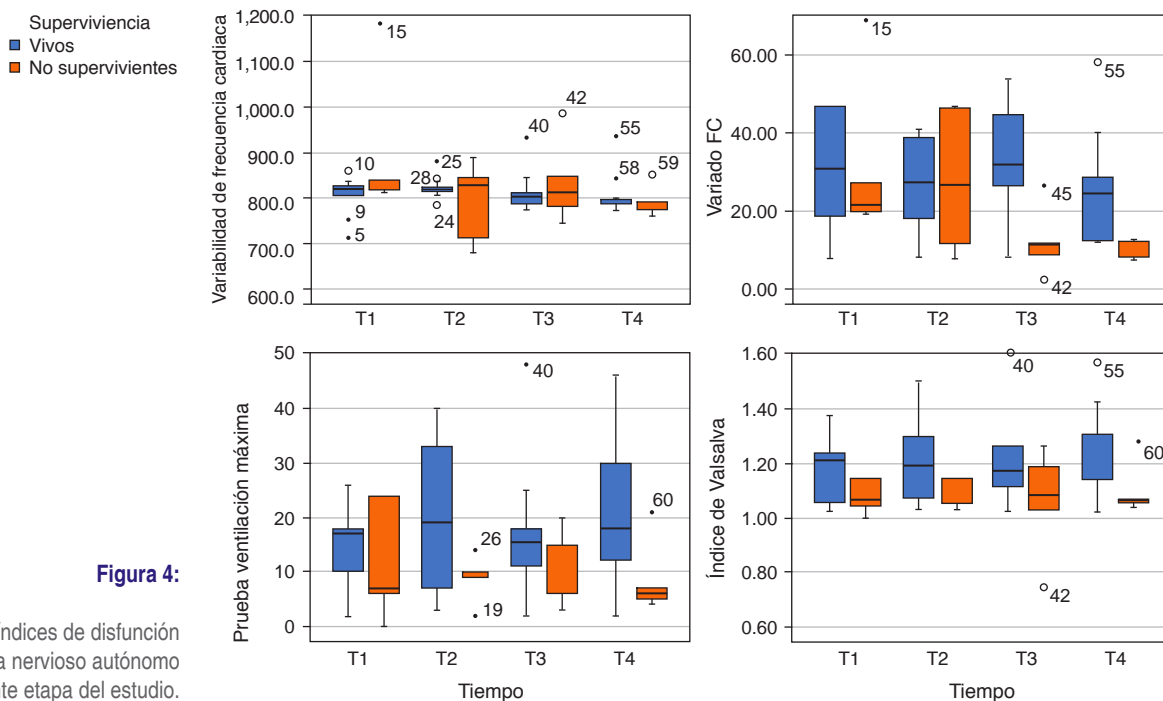 Superviviencia
Vivos
No supervivientes
Variabilidad de frecuencia cardiaca
1,200.0
1,000.0
900.0
800.0
700.0
600.0
15
10
9
5
28
25
24
40
42
55
58
59
T1 T2 T3 T4
Variado FC
60.00
40.00
20.00
0.00
15
45
42
55
T1 T2 T3 T4
Prueba ventilación máxima
50
40
30
20
10
0
26
19
40
60
T1 T2 T3 T4
Tiempo
Índice de Valsalva
1.60
1.40
1.20
1.00
0.80
0.60
40
42
55
60
T1 T2 T3 T4
Tiempo
Figura 4:
índices de disfunción
a nervioso autónomo
te etapa del estudio.